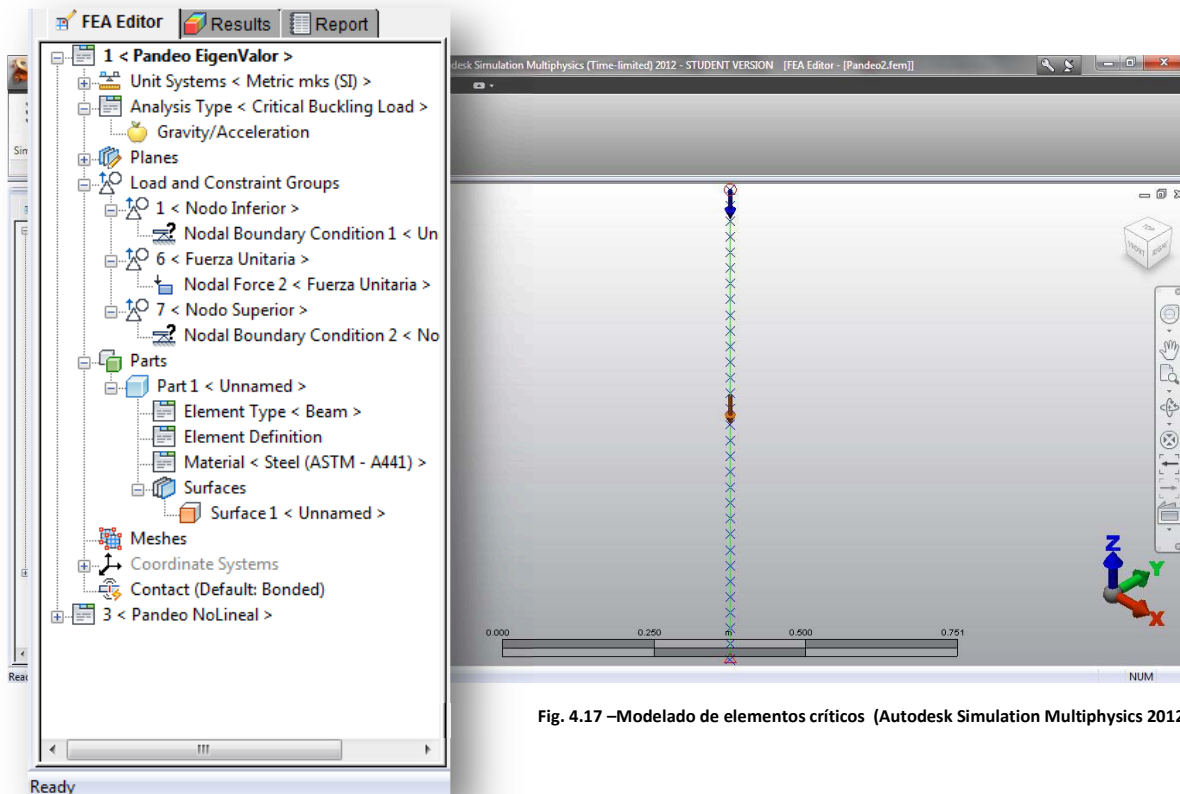 FEA Editor Results Report
1 < Pandeo EigenValor >
Unit Systems < Metric mks (SI) >
Analysis Type < Critical Buckling Load >
Gravity/Acceleration
Planes
Load and Constraint Groups
1 < Nodo Inferior >
Nodal Boundary Condition 1 < Un
6 < Fuerza Unitaria >
Nodal Force 2 < Fuerza Unitaria >
7 < Nodo Superior >
Nodal Boundary Condition 2 < No
Parts
Part 1 < Unnamed >
Element Type < Beam >
Element Definition
Material < Steel (ASTM - A441) >
Surfaces
Surface 1 < Unnamed >
Meshes
Coordinate Systems
Contact (Default: Bonded)
3 < Pandeo NoLineal >
Ready
Sim
Read
desk Simulation Multiphysics (Time-limited) 2012 - STUDENT VERSION [FEA Editor - [Pandeo2.fem]]
TOP
FRONT RIGHT
Z
Y
X
0.000 0.250 m 0.500 0.751
NUM
Fig. 4.17 –Modelado de elementos críticos (Autodesk Simulation Multiphysics 2012